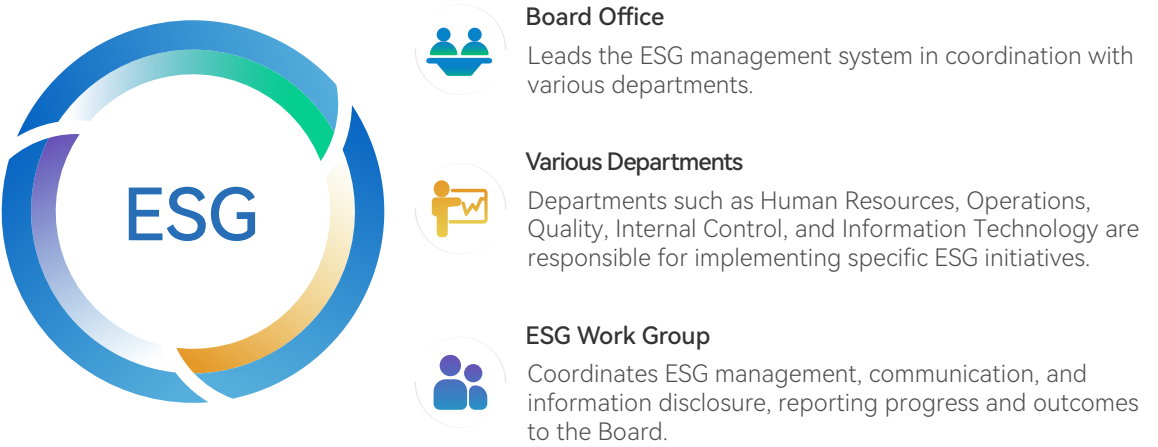 ESG
Board Office
Leads the ESG management system in coordination with
various departments.
Various Departments
Departments such as Human Resources, Operations,
Quality, Internal Control, and Information Technology are
responsible for implementing specific ESG initiatives.
ESG Work Group
Coordinates ESG management, communication, and
information disclosure, reporting progress and outcomes
to the Board.